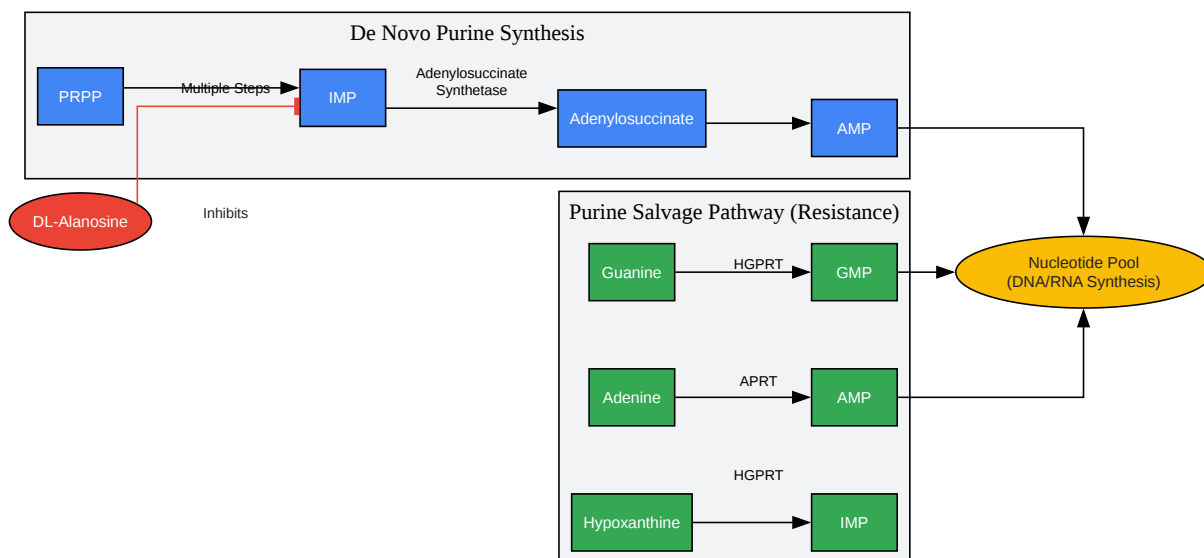 De Novo Purine Synthesis
PRPP
Multiple Steps
IMP
Adenylosuccinate
Synthetase
Adenylosuccinate
AMP
DL-Alanosine
Inhibits
Purine Salvage Pathway (Resistance)
Guanine
HGPRT
GMP
Nucleotide Pool
(DNA/RNA Synthesis)
Adenine
APRT
AMP
HGPRT
Hypoxanthine
IMP